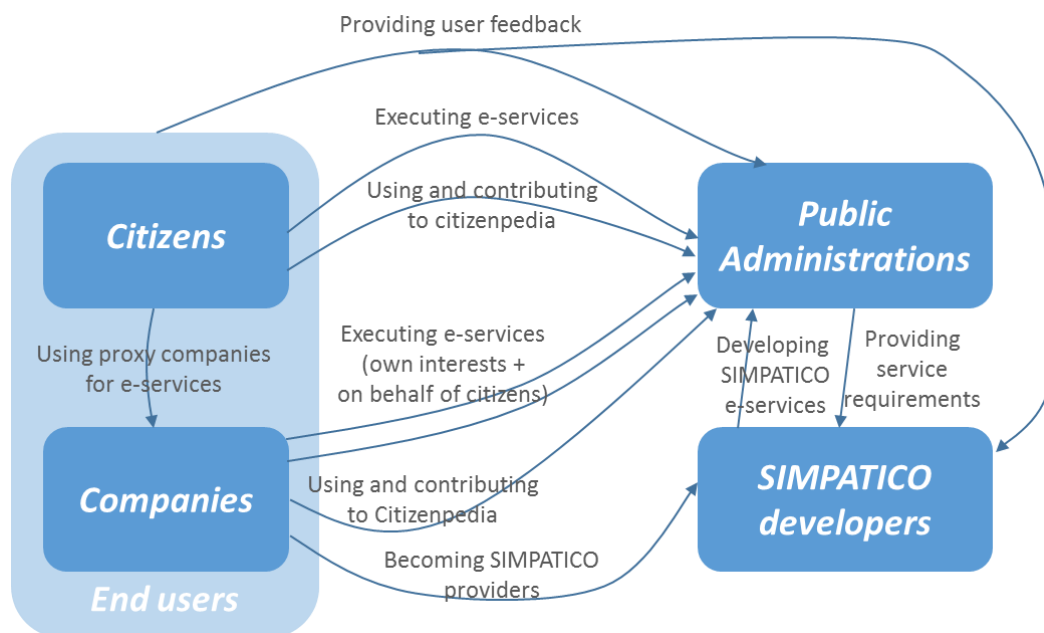 Providing user feedback
Executing e-services
Using and contributing
to citizenpedia
Citizens
Public
Administrations
Using proxy companies
for e-services
Executing e-services
(own interests +
on behalf of citizens)
Developing
SIMPATICO
e-services
Providing
service
requirements
Companies
Using and contributing
to Citizenpedia
SIMPATICO
developers
Becoming SIMPATICO
providers
End users